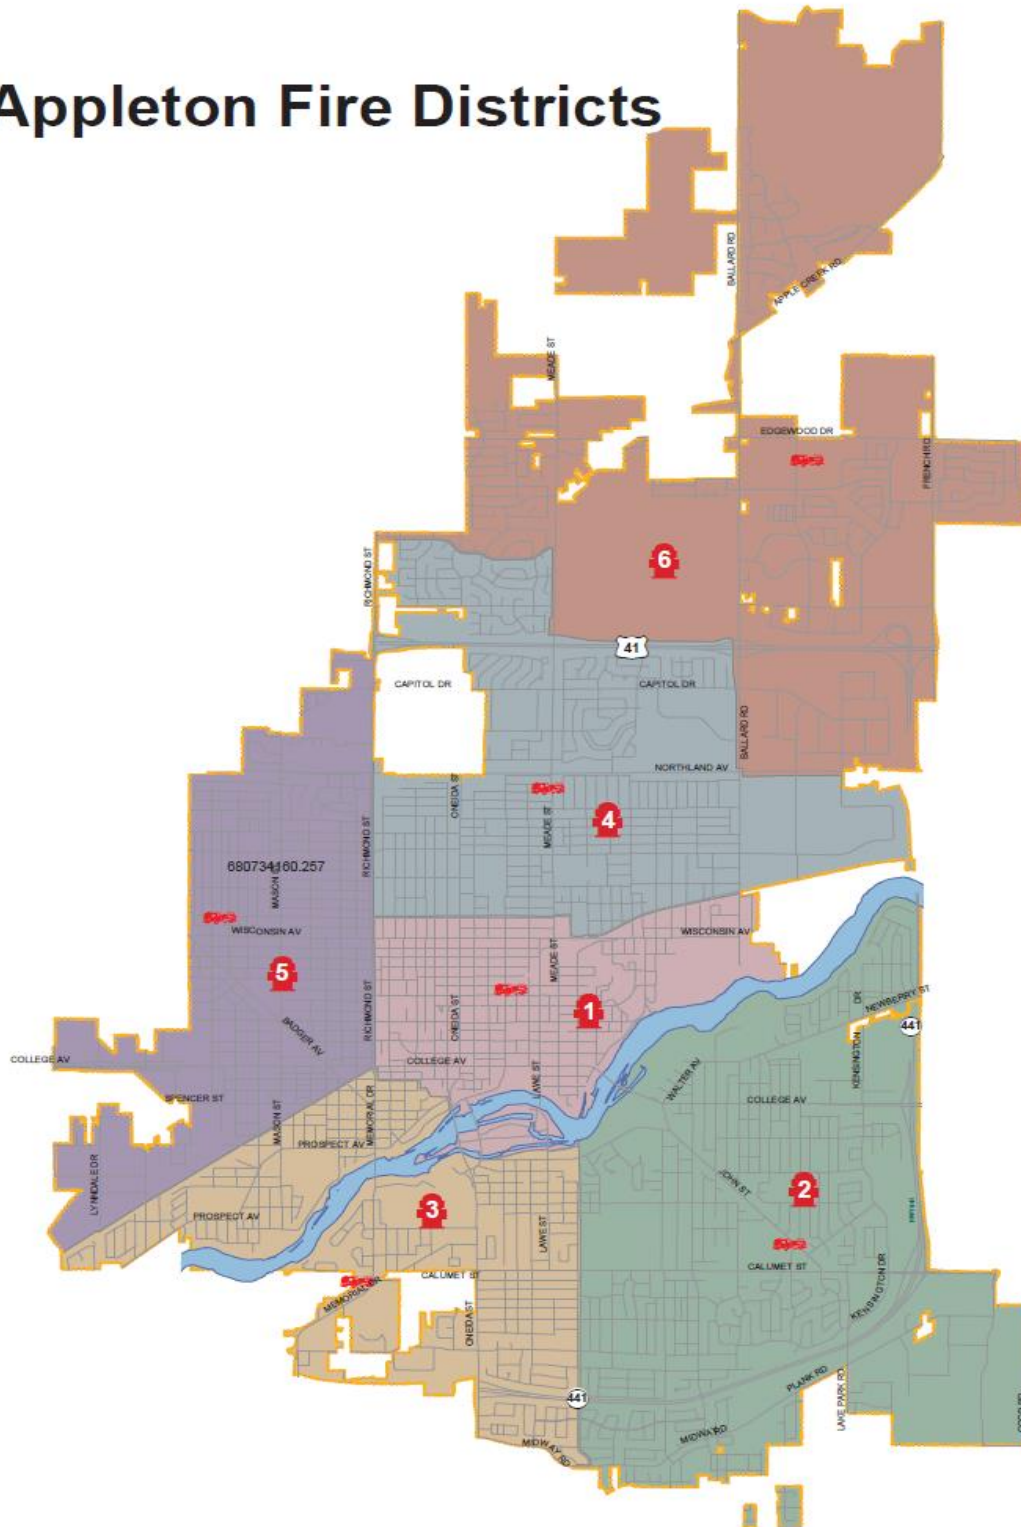 Appleton Fire Districts
BALLARD RD
APPLE CREEK RD
MEADE ST
EDGEWOOD DR
FRENCH RD
6
RICHMOND ST
41
CAPITOL DR
CAPITOL DR
BALLARD RD
NORTHLAND AV
ONEIDA ST
MEADE ST
4
RICHMOND ST
680734160.257
MASON ST
WISCONSIN AV
WISCONSIN AV
MEADE ST
5
1
RICHMOND ST
ONEIDA ST
BADGER AV
DR
NEWBERRY ST
441
KENSINGTON
COLLEGE AV
COLLEGE AV
LAWE ST
WALTER AV
SPENCER ST
COLLEGE AV
MASON ST
MEMORIAL DR
PROSPECT AV
LYNNDALE DR
JOHN ST
2
PROSPECT AV
3
LAWE ST
CALUMET ST
CALUMET ST
MEMORIAL DR
KENSINGTON DR
ONEIDA ST
PLANK RD
441
LAKE PARK RD
MIDWAY RD
MIDWAY RD